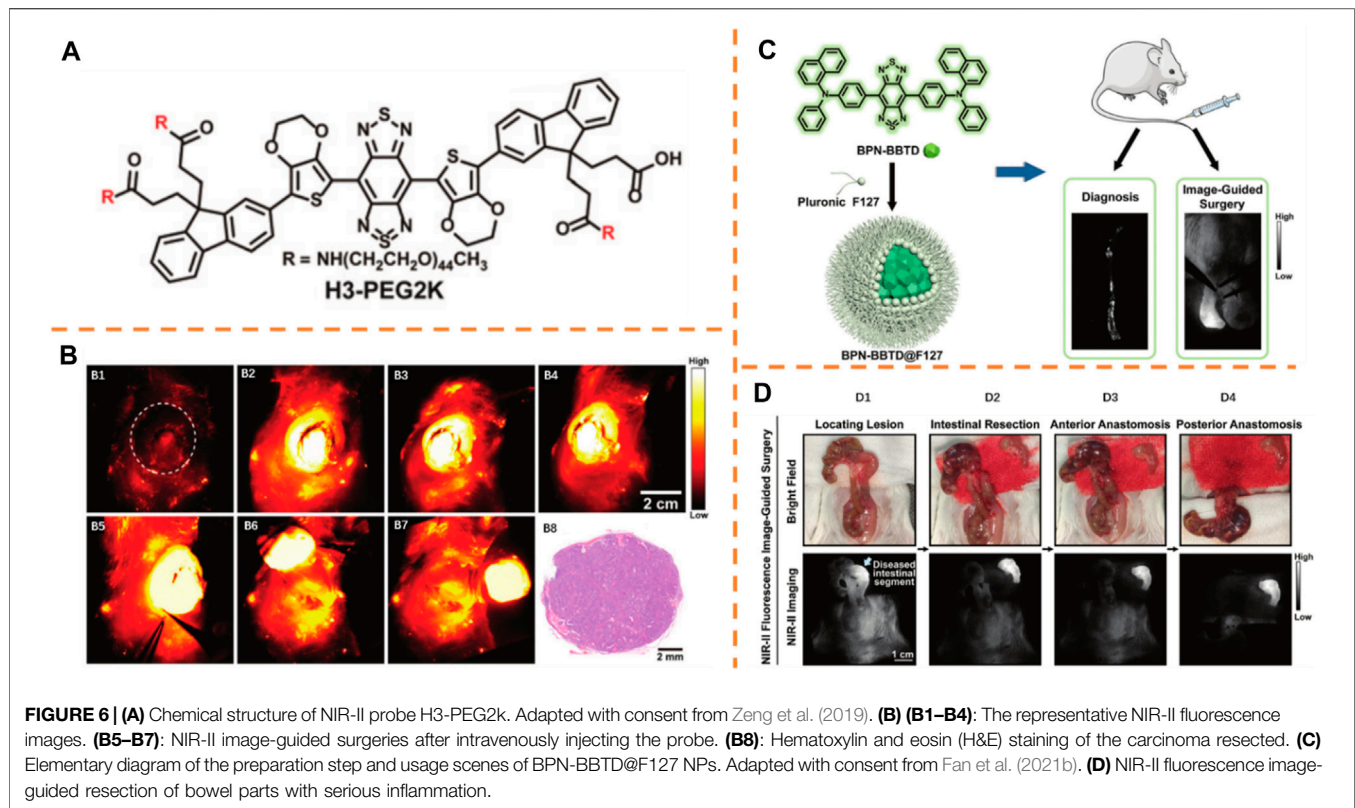 A
R
O
O
O
S
N
N
O
OH
R
O
S
N
S
N
S
O
O
O
R
R = NH(CH2CH2O)44CH3
H3-PEG2K
B
B1
B2
B3
B4
High
Low
2 cm
B5
B6
B7
B8
2 mm
C
N
S
N
N
N
N
S
N
BPN-BBTD
Pluronic F127
BPN-BBTD@F127
Diagnosis
Image-Guided
Surgery
High
Low
D
D1
D2
D3
D4
Locating Lesion
Intestinal Resection
Anterior Anastomosis
Posterior Anastomosis
NIR-II Fluorescence Image-Guided Surgery
Bright Field
NIR-II Imaging
Diseased
intestinal
segment
1 cm
High
Low
FIGURE 6 | (A) Chemical structure of NIR-II probe H3-PEG2k. Adapted with consent from Zeng et al. (2019). (B) (B1–B4): The representative NIR-II fluorescence
images. (B5–B7): NIR-II image-guided surgeries after intravenously injecting the probe. (B8): Hematoxylin and eosin (H&E) staining of the carcinoma resected. (C)
Elementary diagram of the preparation step and usage scenes of BPN-BBTD@F127 NPs. Adapted with consent from Fan et al. (2021b). (D) NIR-II fluorescence image-
guided resection of bowel parts with serious inflammation.